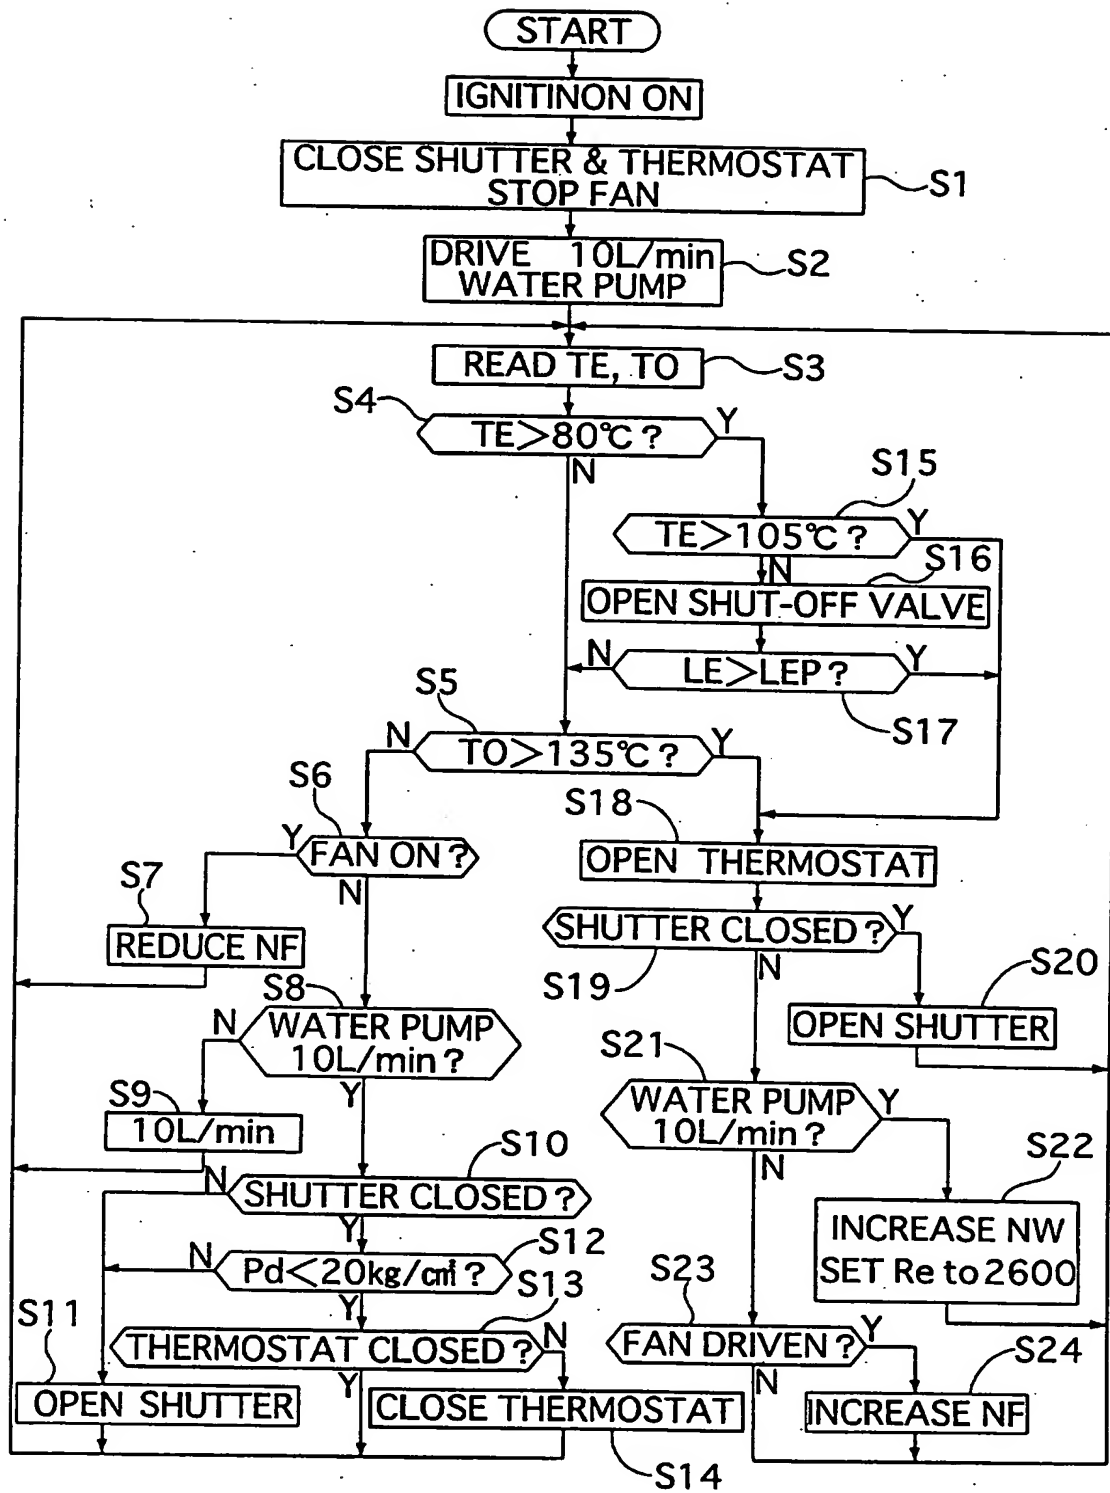 START
IGNITINON ON
CLOSE SHUTTER & THERMOSTAT
STOP FAN
S1
DRIVE 10L/min
WATER PUMP
S2
READ TE, TO
S3
S4
TE>80℃?
Y
N
S15
TE>105℃?
Y
N
S16
OPEN SHUT-OFF VALVE
N
LE>LEP?
Y
S17
S5
N
TO>135℃?
Y
S6
Y
FAN ON?
N
S7
REDUCE NF
S18
OPEN THERMOSTAT
SHUTTER CLOSED?
Y
N
S19
S20
OPEN SHUTTER
S8
N
WATER PUMP
10L/min?
Y
S9
10L/min
S21
WATER PUMP
10L/min?
Y
N
S22
INCREASE NW
SET Re to 2600
S10
N
SHUTTER CLOSED?
Y
S12
N
Pd<20kg/c㎡?
Y
S13
THERMOSTAT CLOSED?
N
Y
S11
OPEN SHUTTER
CLOSE THERMOSTAT
S14
S23
FAN DRIVEN?
Y
N
S24
INCREASE NF